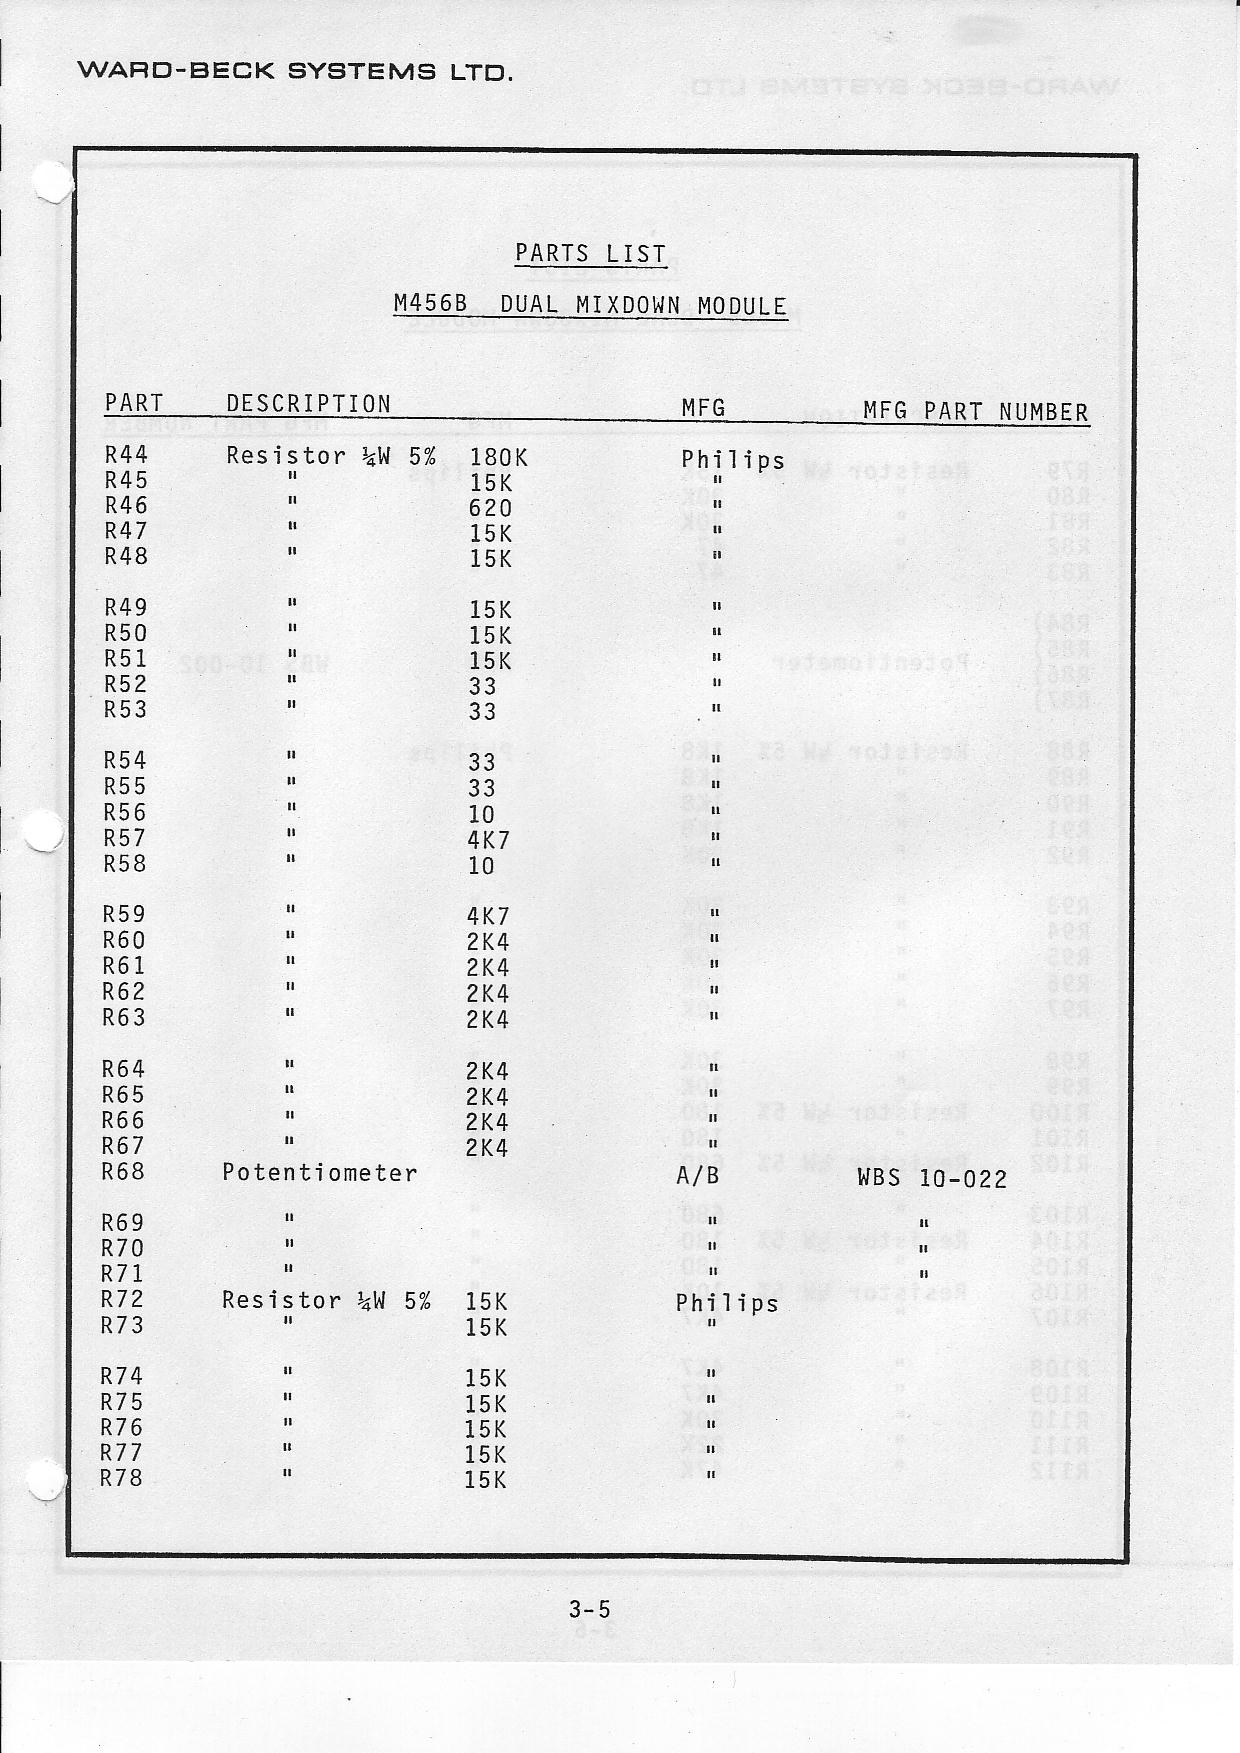 WARD-BECK SYSTEMS LTD.
PARTS LIST
M456B DUAL MIXDOWN MODULE
PART DESCRIPTION MFG MFG PART NUMBER
R44 Resistor ¼W 5% 180K Philips
R45 " 15K "
R46 " 620 "
R47 " 15K "
R48 " 15K "
R49 " 15K "
R50 " 15K "
R51 " 15K "
R52 " 33 "
R53 " 33 "
R54 " 33 "
R55 " 33 "
R56 " 10 "
R57 " 4K7 "
R58 " 10 "
R59 " 4K7 "
R60 " 2K4 "
R61 " 2K4 "
R62 " 2K4 "
R63 " 2K4 "
R64 " 2K4 "
R65 " 2K4 "
R66 " 2K4 "
R67 " 2K4 "
R68 Potentiometer A/B WBS 10-022
R69 " " "
R70 " " "
R71 " " "
R72 Resistor ¼W 5% 15K Philips
R73 " 15K "
R74 " 15K "
R75 " 15K "
R76 " 15K "
R77 " 15K "
R78 " 15K "
3-5